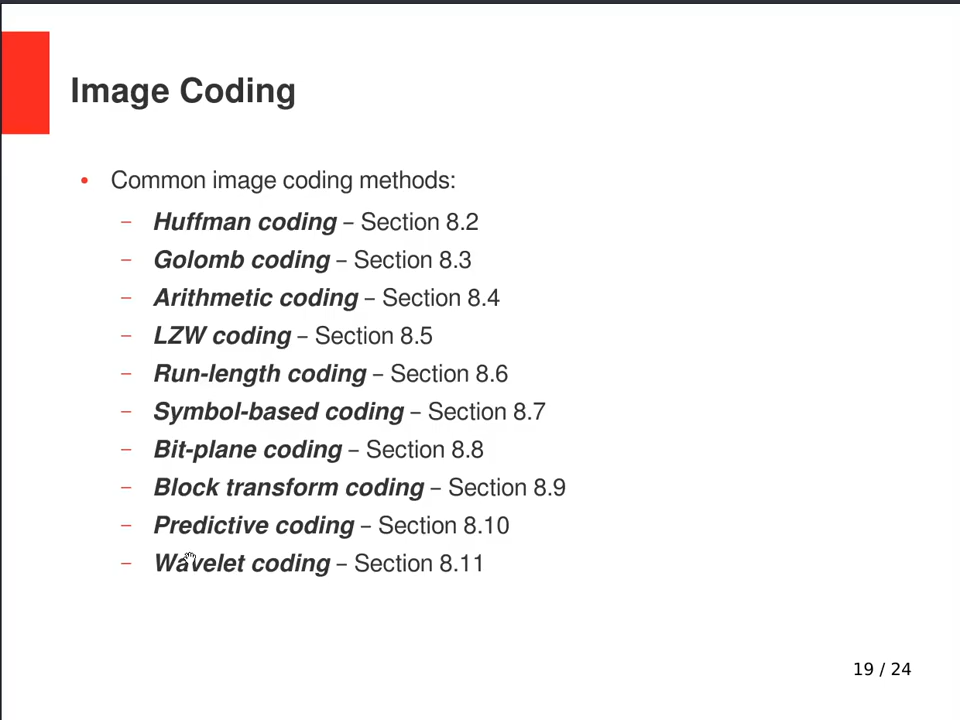 Image Coding
• Common image coding methods:
– Huffman coding – Section 8.2
– Golomb coding – Section 8.3
– Arithmetic coding – Section 8.4
– LZW coding – Section 8.5
– Run-length coding – Section 8.6
– Symbol-based coding – Section 8.7
– Bit-plane coding – Section 8.8
– Block transform coding – Section 8.9
– Predictive coding – Section 8.10
– Wavelet coding – Section 8.11
19 / 24